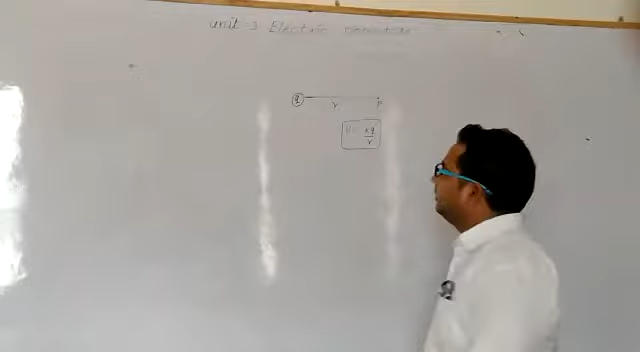 unit-3 Electric
q r P
V = kq/r